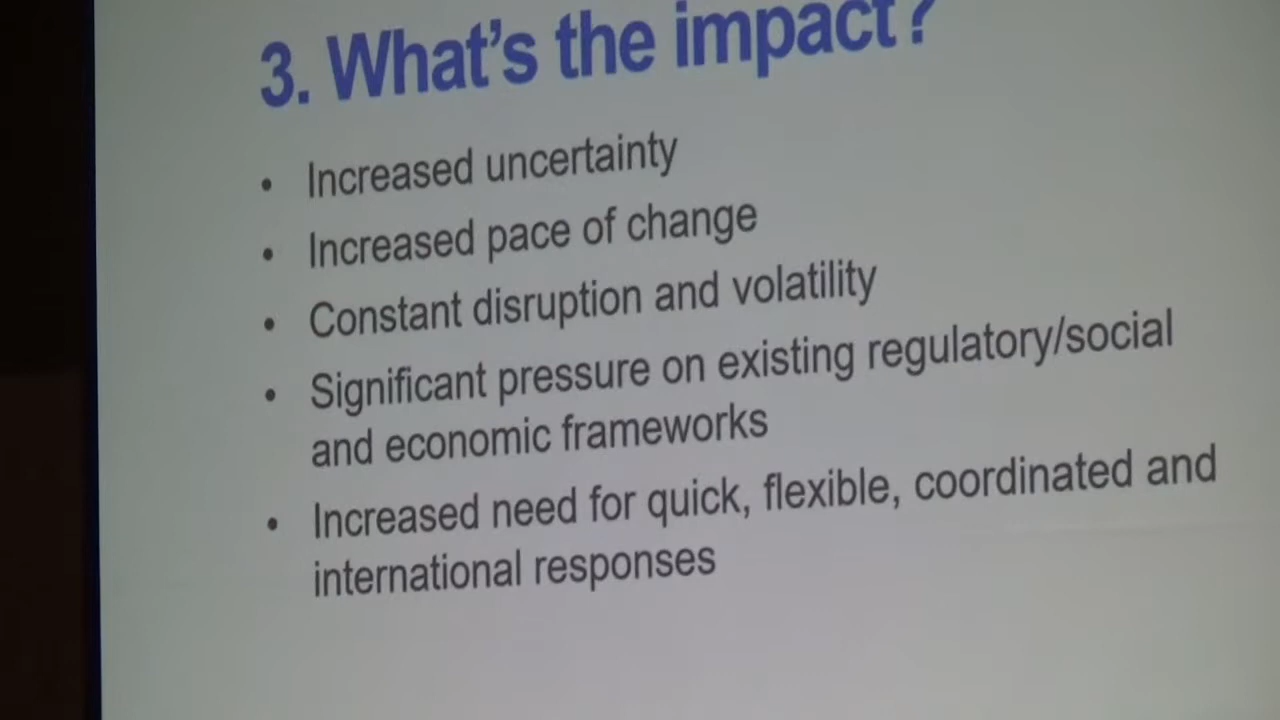 3. What's the impact?
• Increased uncertainty
• Increased pace of change
• Constant disruption and volatility
• Significant pressure on existing regulatory/social
and economic frameworks
• Increased need for quick, flexible, coordinated and
international responses